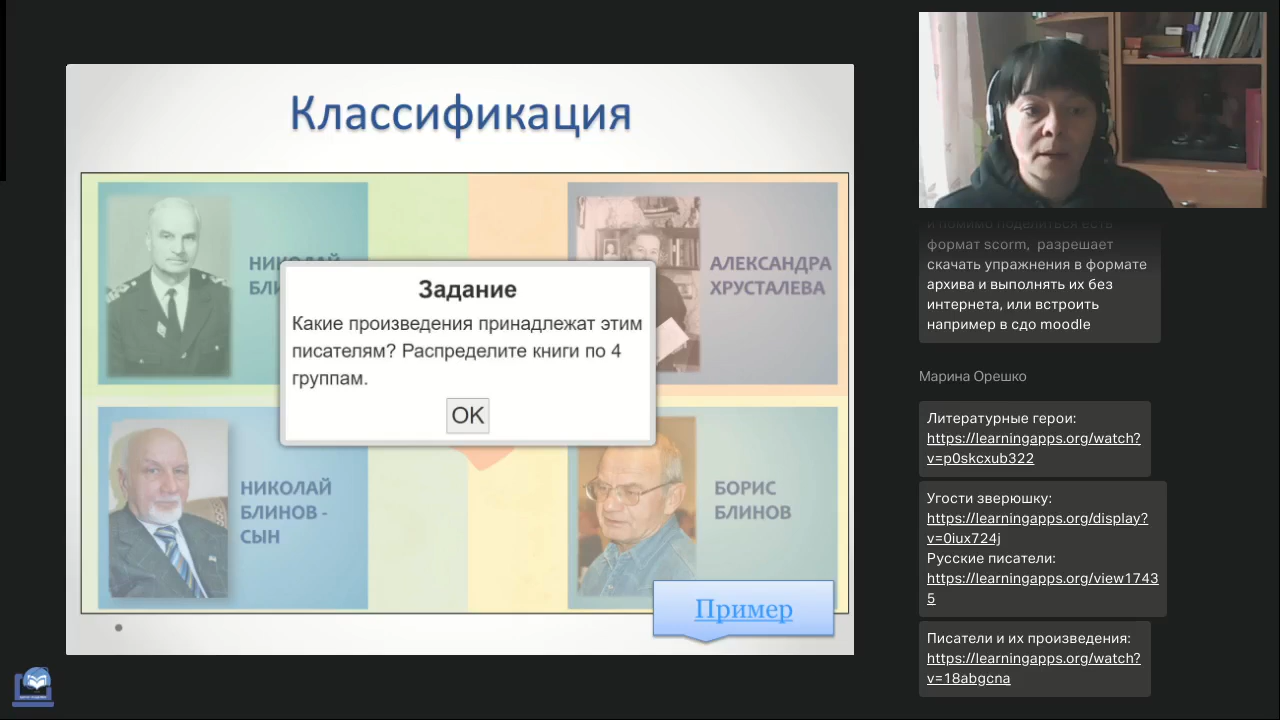 Классификация
АЛЕКСАНДРА
ХРУСТАЛЕВА
Задание
Какие произведения принадлежат этим
писателям? Распределите книги по 4
группам.
OK
НИКОЛАЙ
БЛИНОВ -
СЫН
БОРИС
БЛИНОВ
Пример
формат scorm, разрешает
скачать упражнения в формате
архива и выполнять их без
интернета, или встроить
например в сдо moodle
Марина Орешко
Литературные герои:
https://learningapps.org/watch?
v=p0skcxub322
Угости зверюшку:
https://learningapps.org/display?
v=0iux724j
Русские писатели:
https://learningapps.org/view1743
5
Писатели и их произведения:
https://learningapps.org/watch?
v=18abgcna